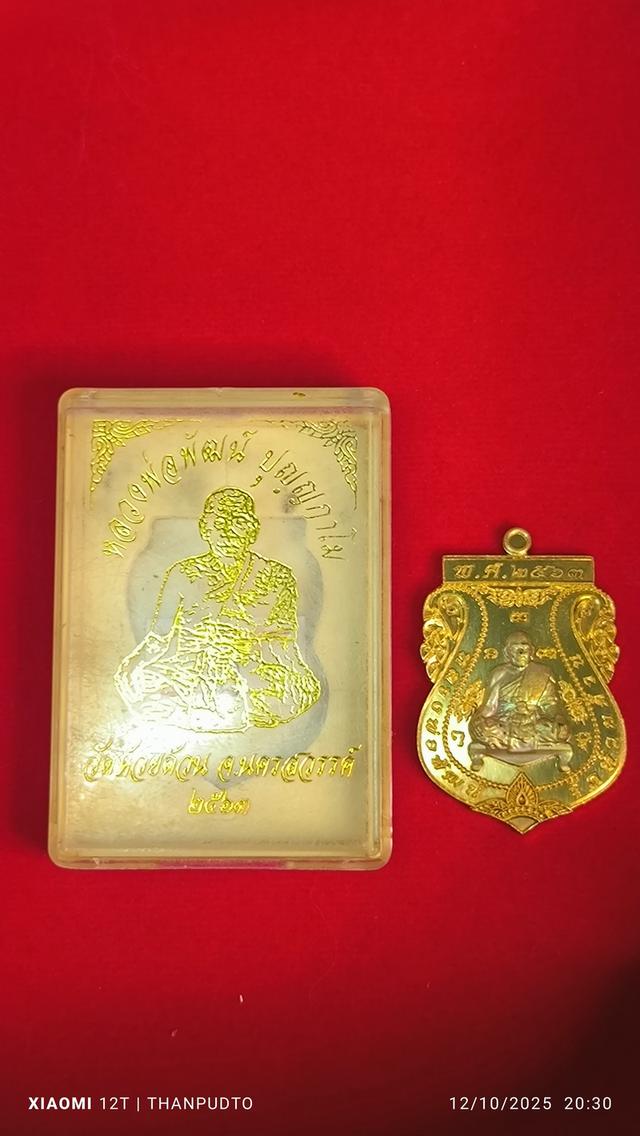 หลวงพ่อพัฒน์ ปุญญกาโม
วัดห้วยด้วน จ.นครสวรรค์
๒๕๖๓
พ.ศ.๒๕๖๓
XIAOMI 12T | THANPUDTO
12/10/2025 20:30